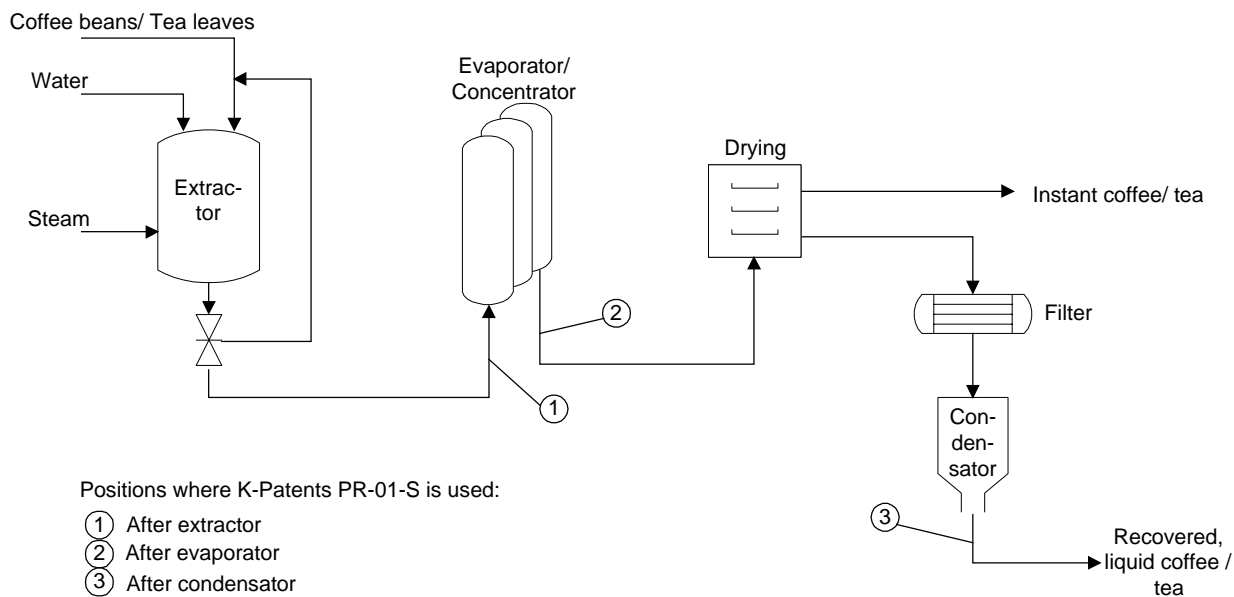 Coffee beans/ Tea leaves
Water
Steam
Extrac-
tor
Evaporator/
Concentrator
Drying
Instant coffee/ tea
2
Filter
1
Con-
den-
sator
3
Recovered,
liquid coffee /
tea
Positions where K-Patents PR-01-S is used:
1 After extractor
2 After evaporator
3 After condensator